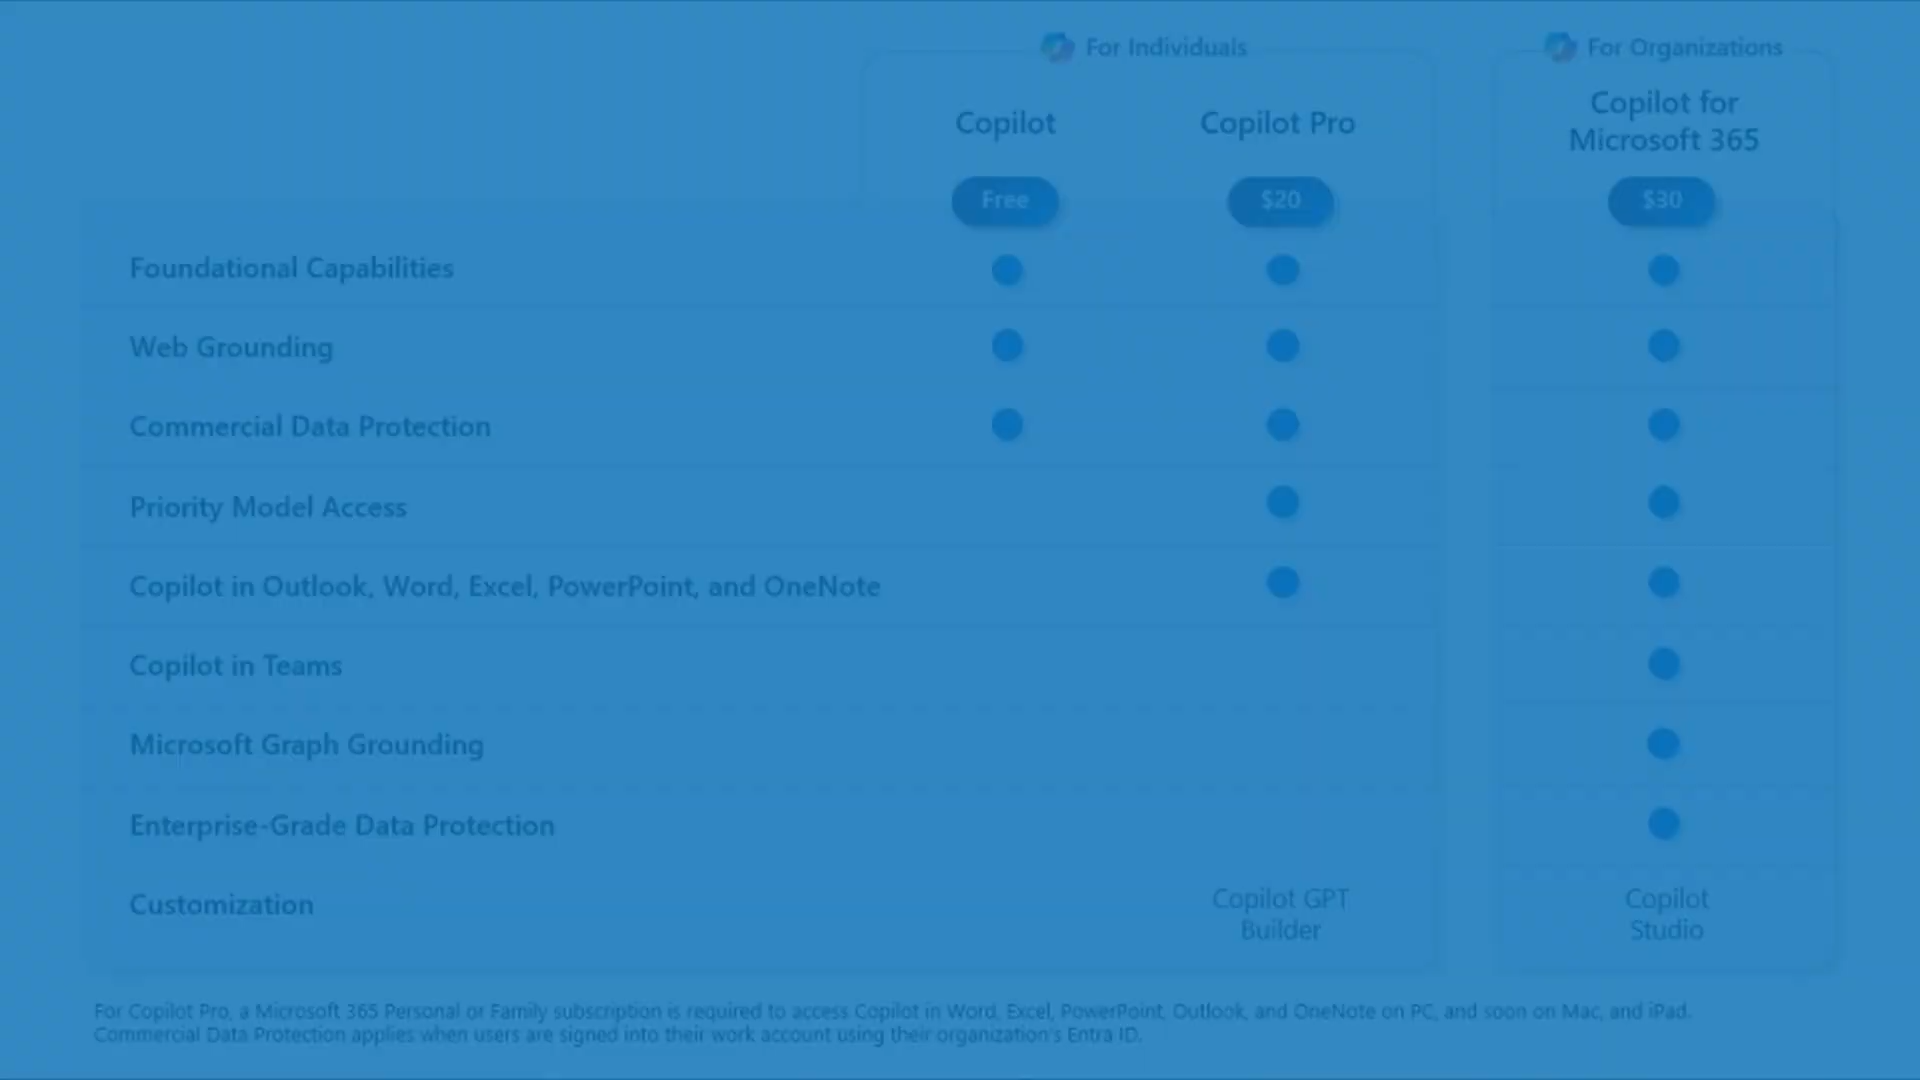 For Individuals
For Organizations
Copilot
Copilot Pro
Copilot for
Microsoft 365
Free
$20
$30
Foundational Capabilities
Web Grounding
Commercial Data Protection
Priority Model Access
Copilot in Outlook, Word, Excel, PowerPoint, and OneNote
Copilot in Teams
Microsoft Graph Grounding
Enterprise-Grade Data Protection
Customization
Copilot GPT
Builder
Copilot
Studio
For Copilot Pro, a Microsoft 365 Personal or Family subscription is required to access Copilot in Word, Excel, PowerPoint, Outlook, and OneNote on PC, and soon on Mac, and iPad.
Commercial Data Protection applies when users are signed into their work account using their organization's Entra ID.